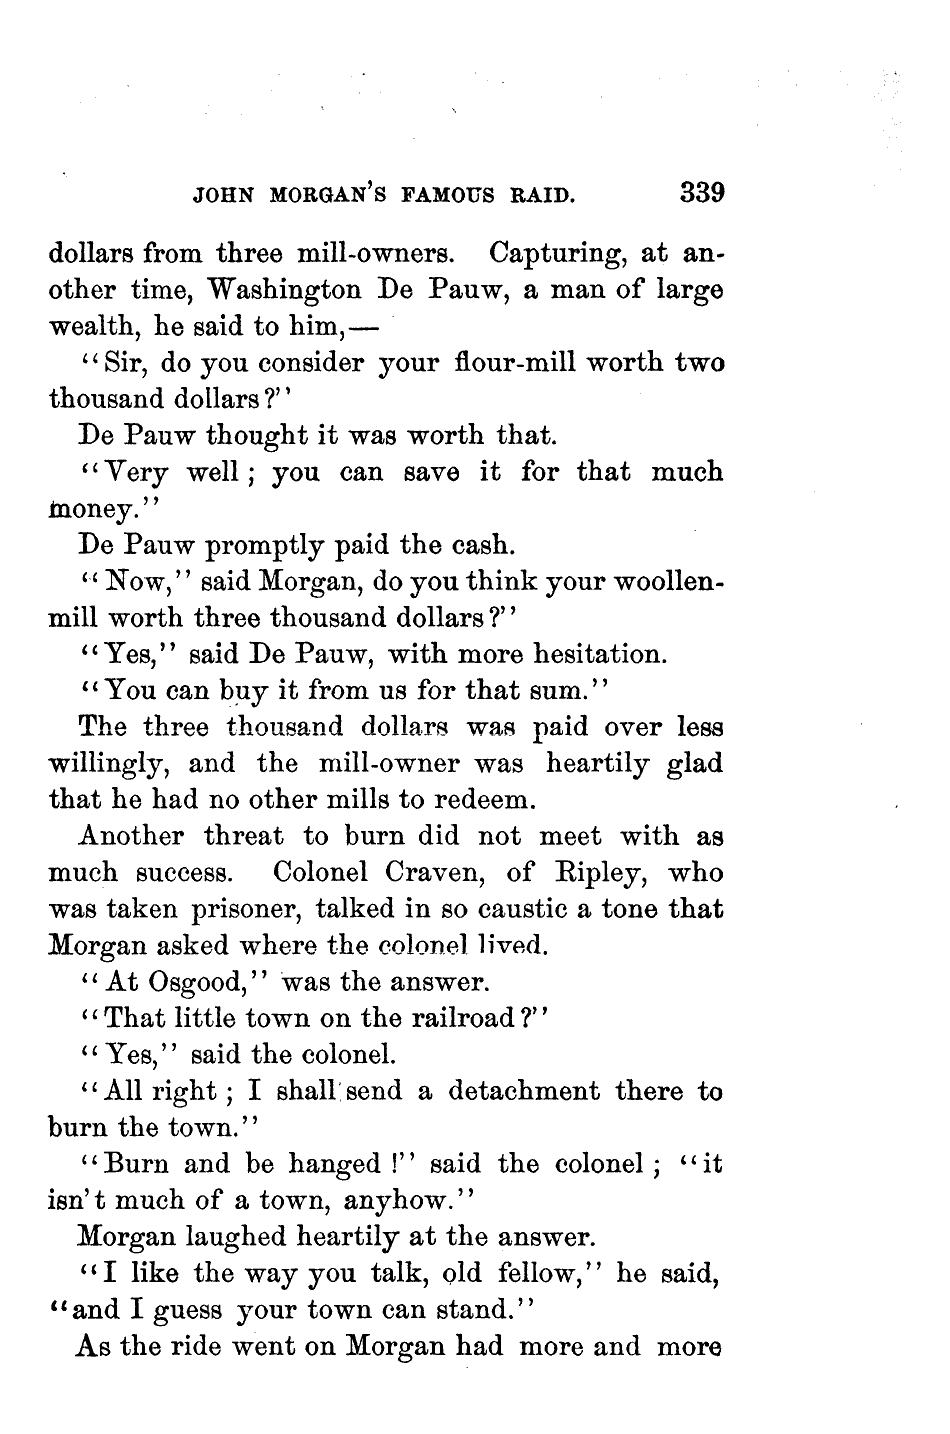 JOHN MORGAN'S FAMOUS RAID. 339
dollars from three mill-owners. Capturing, at an-
other time, Washington De Pauw, a man of large
wealth, he said to him,—
"Sir, do you consider your flour-mill worth two
thousand dollars?"
De Pauw thought it was worth that.
"Very well; you can save it for that much
money."
De Pauw promptly paid the cash.
"Now," said Morgan, do you think your woollen-
mill worth three thousand dollars?"
"Yes," said De Pauw, with more hesitation.
"You can buy it from us for that sum."
The three thousand dollars was paid over less
willingly, and the mill-owner was heartily glad
that he had no other mills to redeem.
Another threat to burn did not meet with as
much success. Colonel Craven, of Ripley, who
was taken prisoner, talked in so caustic a tone that
Morgan asked where the colonel lived.
"At Osgood," was the answer.
"That little town on the railroad?"
"Yes," said the colonel.
"All right; I shall send a detachment there to
burn the town."
"Burn and be hanged!" said the colonel; "it
isn't much of a town, anyhow."
Morgan laughed heartily at the answer.
"I like the way you talk, old fellow," he said,
"and I guess your town can stand."
As the ride went on Morgan had more and more